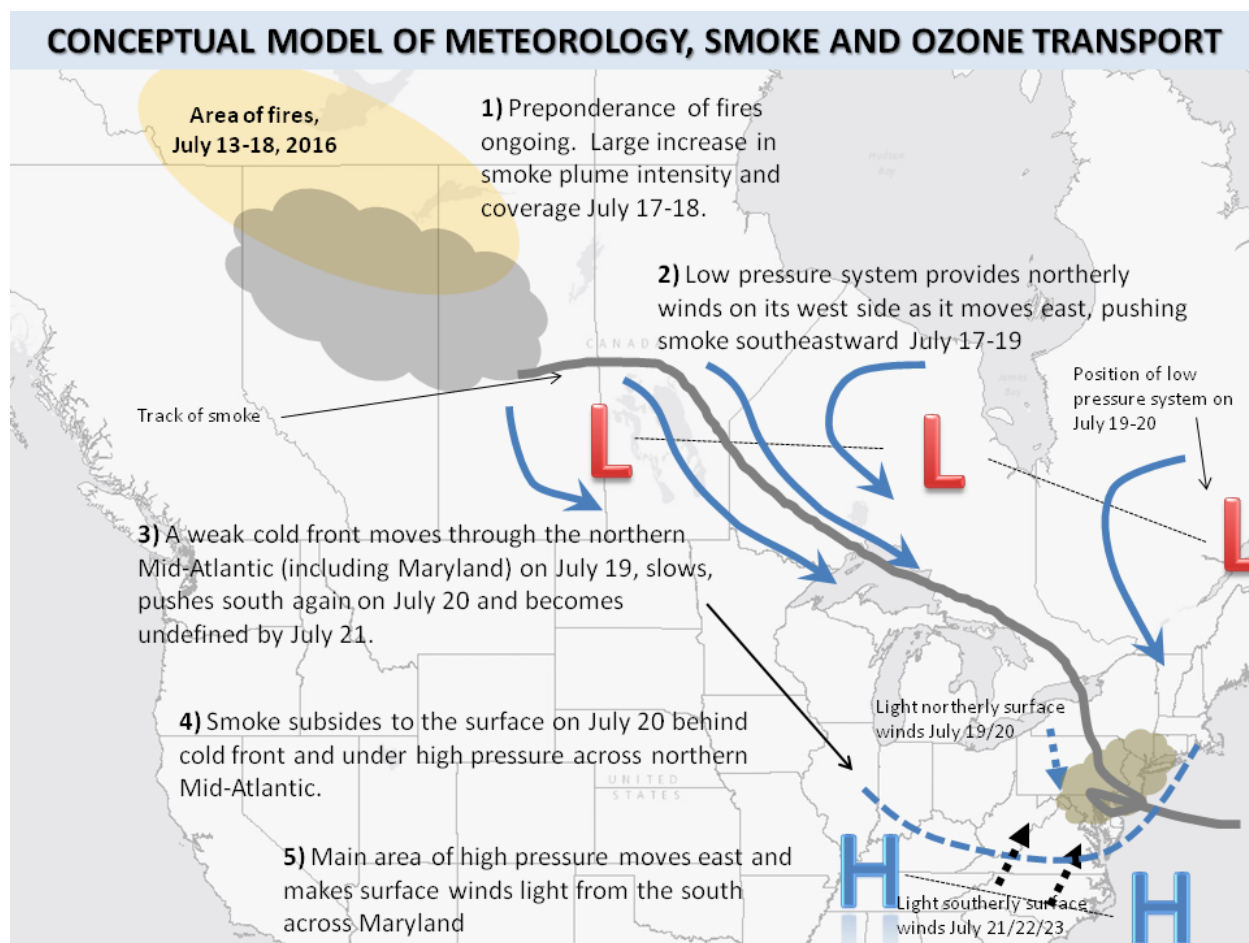 CONCEPTUAL MODEL OF METEOROLOGY, SMOKE AND OZONE TRANSPORT
Area of fires,
July 13-18, 2016
1) Preponderance of fires
ongoing. Large increase in
smoke plume intensity and
coverage July 17-18.
Hudson
Bay
2) Low pressure system provides northerly
winds on its west side as it moves east, pushing
smoke southeastward July 17-19
CANADA
James
Bay
Position of low
pressure system on
July 19-20
Track of smoke
L
L
L
3) A weak cold front moves through the northern
Mid-Atlantic (including Maryland) on July 19, slows,
pushes south again on July 20 and becomes
undefined by July 21.
4) Smoke subsides to the surface on July 20 behind
cold front and under high pressure across northern
Mid-Atlantic.
Light northerly surface
winds July 19/20
UNITED
STATES
5) Main area of high pressure moves east and
makes surface winds light from the south
across Maryland
H
H
Light southerly surface
winds July 21/22/23